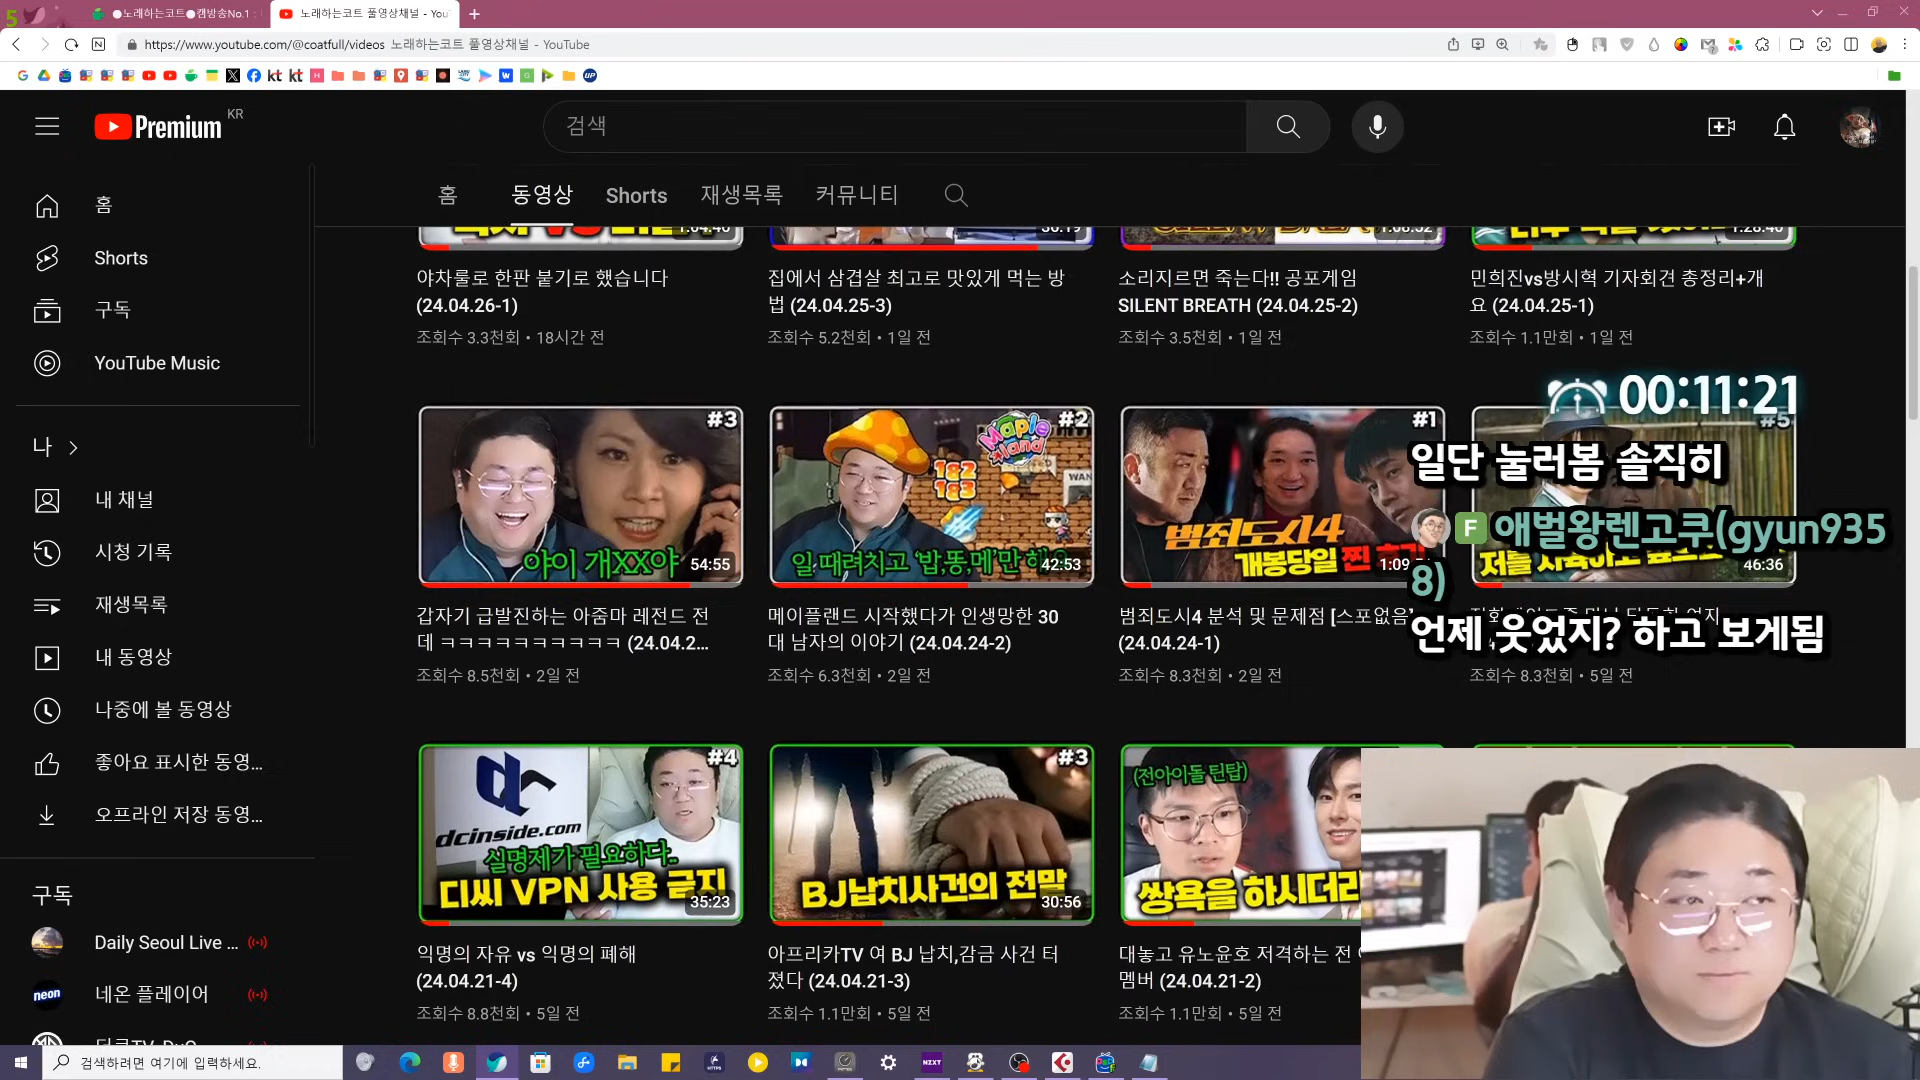 ●노래하는코트●캠방송No.1 :
노래하는코트 풀영상채널 - You
https://www.youtube.com/@coatfull/videos 노래하는코트 풀영상채널 - YouTube
Premium KR
검색
홈
Shorts
구독
YouTube Music
나
내 채널
시청 기록
재생목록
내 동영상
나중에 볼 동영상
좋아요 표시한 동영...
오프라인 저장 동영...
구독
Daily Seoul Live ...
neon
네온 플레이어
홈 동영상 Shorts 재생목록 커뮤니티
야차룰로 한판 붙기로 했습니다
(24.04.26-1)
조회수 3.3천회 • 18시간 전
집에서 삼겹살 최고로 맛있게 먹는 방
법 (24.04.25-3)
조회수 5.2천회 • 1일 전
소리지르면 죽는다!! 공포게임
SILENT BREATH (24.04.25-2)
조회수 3.5천회 • 1일 전
민희진vs방시혁 기자회견 총정리+개
요 (24.04.25-1)
조회수 1.1만회 • 1일 전
00:11:21
일단 눌러봄 솔직히
F 애벌왕렌고쿠(gyun935
8)
언제 웃었지? 하고 보게됨
#3
아이 개XX아
54:55
갑자기 급발진하는 아줌마 레전드 전
데 ㅋㅋㅋㅋㅋㅋㅋㅋㅋㅋ (24.04.2...
조회수 8.5천회 • 2일 전
#2
Maple land
182
183
일 때려치고 '밥,똥,메'만 해
42:53
메이플랜드 시작했다가 인생망한 30
대 남자의 이야기 (24.04.24-2)
조회수 6.3천회 • 2일 전
#1
범죄도시4
개봉당일 찐 후기
1:09
범죄도시4 분석 및 문제점 [스포없음]
(24.04.24-1)
조회수 8.3천회 • 2일 전
#5
46:36
조회수 8.3천회 • 5일 전
#4
dcinside.com
실명제가 필요하다..
디씨 VPN 사용 금지
35:23
익명의 자유 vs 익명의 폐해
(24.04.21-4)
조회수 8.8천회 • 5일 전
#3
BJ납치사건의 전말
30:56
아프리카TV 여 BJ 납치,감금 사건 터
졌다 (24.04.21-3)
조회수 1.1만회 • 5일 전
(전아이돌 틴탑)
쌍욕을 하시더라
대놓고 유노윤호 저격하는 전
멤버 (24.04.21-2)
조회수 1.1만회 • 5일 전
검색하려면 여기에 입력하세요.
NZXT